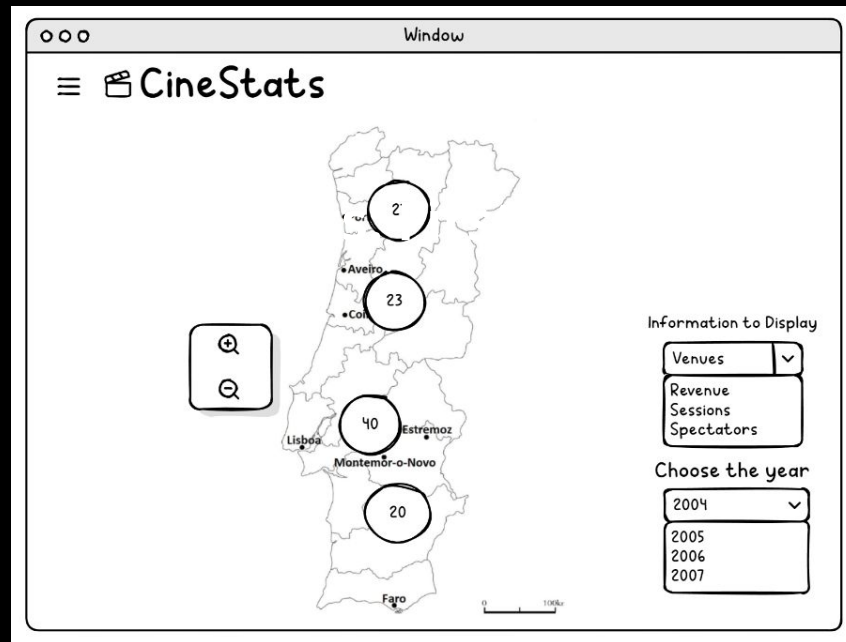 Window
CineStats
Aveiro
23
Information to Display
Venues
Revenue
Sessions
Spectators
40
Estremoz
Lisboa
Montemor-o-Novo
Choose the year
20
2004
2005
2006
2007
Faro
0